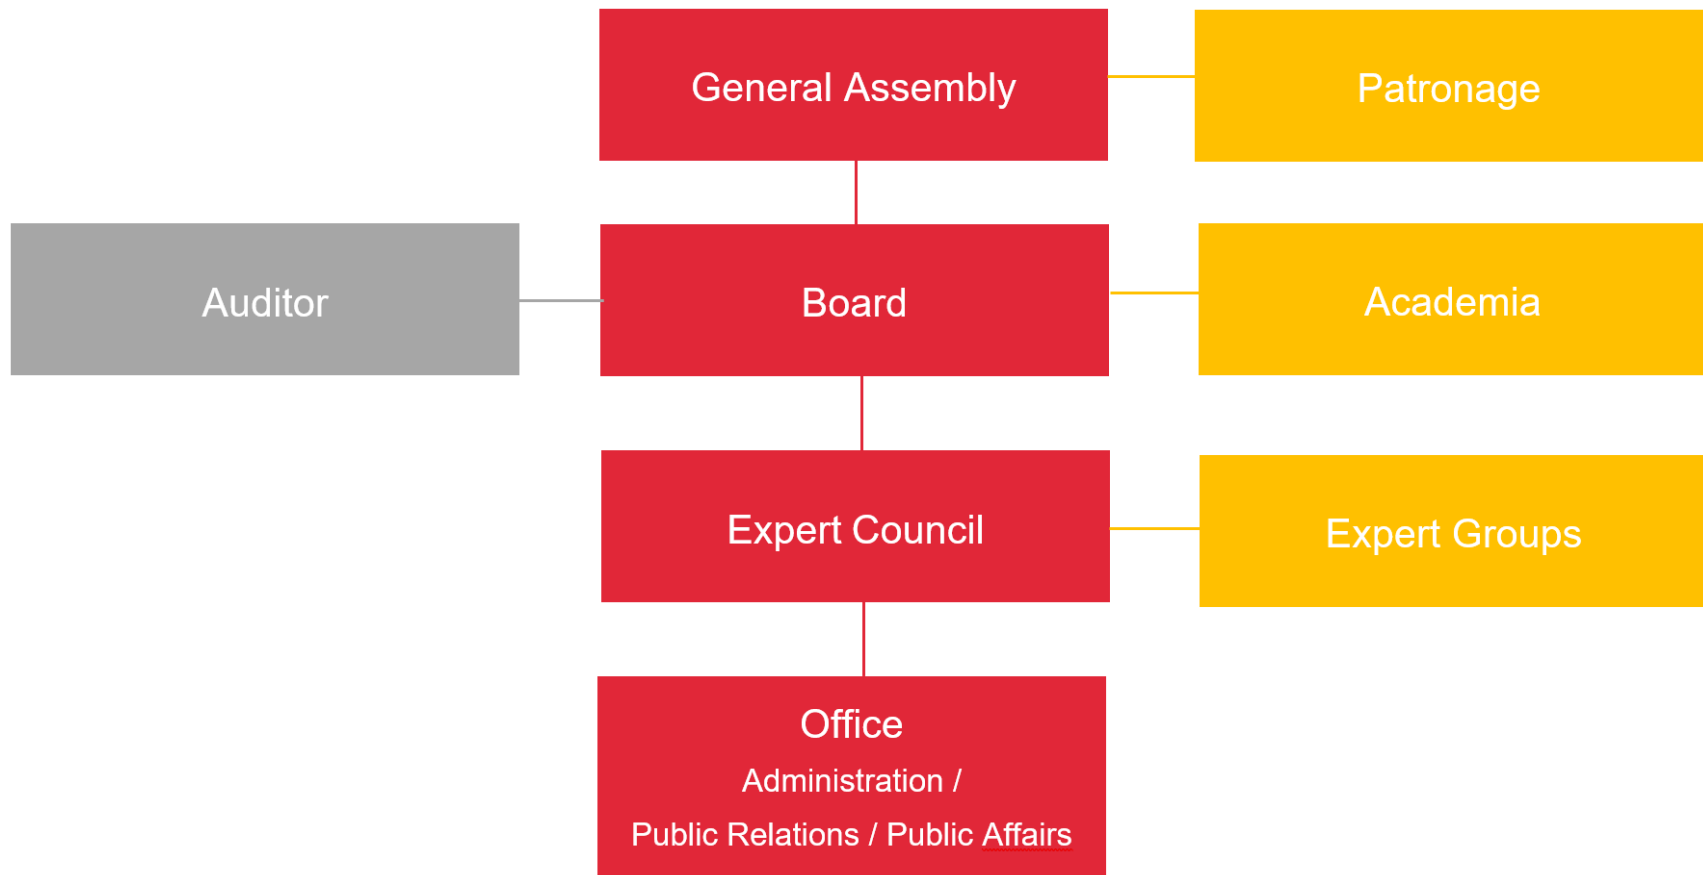 General Assembly
Patronage
Auditor
Board
Academia
Expert Council
Expert Groups
Office
Administration /
Public Relations / Public Affairs